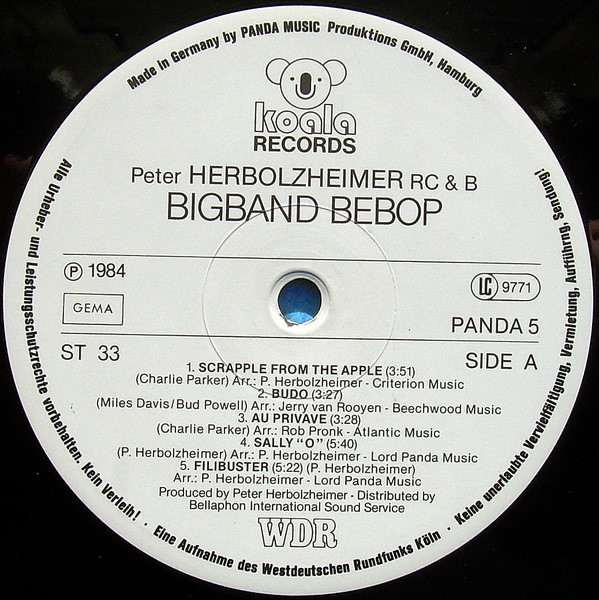 Made in Germany by PANDA MUSIC Produktions GmbH, Hamburg
koala
RECORDS
Peter HERBOLZHEIMER RC & B
BIGBAND BEBOP
Ⓟ 1984
LC 9771
GEMA
PANDA 5
ST 33
SIDE A
1. SCRAPPLE FROM THE APPLE (3:51)
(Charlie Parker) Arr.: P. Herbolzheimer - Criterion Music
2. BUDO (3:27)
(Miles Davis/Bud Powell) Arr.: Jerry van Rooyen - Beechwood Music
3. AU PRIVAVE (3:28)
(Charlie Parker) Arr.: Rob Pronk - Atlantic Music
4. SALLY "O" (5:40)
(P. Herbolzheimer) Arr.: P. Herbolzheimer - Lord Panda Music
5. FILIBUSTER (5:22) (P. Herbolzheimer)
Arr.: P. Herbolzheimer - Lord Panda Music
Produced by Peter Herbolzheimer - Distributed by
Bellaphon International Sound Service
WDR
Alle Urheber- und Leistungsschutzrechte vorbehalten. Kein Verleih! · Eine Aufnahme des Westdeutschen Rundfunks Köln · Keine unerlaubte Vervielfältigung, Vermietung, Aufführung, Sendung!